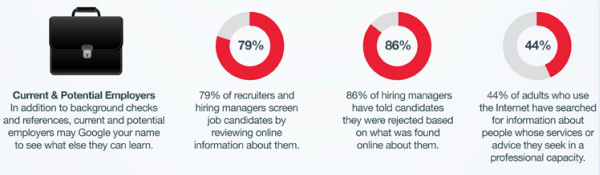 79%
86%
44%
Current & Potential Employers
In addition to background checks
and references, current and potential
employers may Google your name
to see what else they can learn.
79% of recruiters and
hiring managers screen
job candidates by
reviewing online
information about them.
86% of hiring managers
have told candidates
they were rejected based
on what was found
online about them.
44% of adults who use
the Internet have searched
for information about
people whose services or
advice they seek in a
professional capacity.